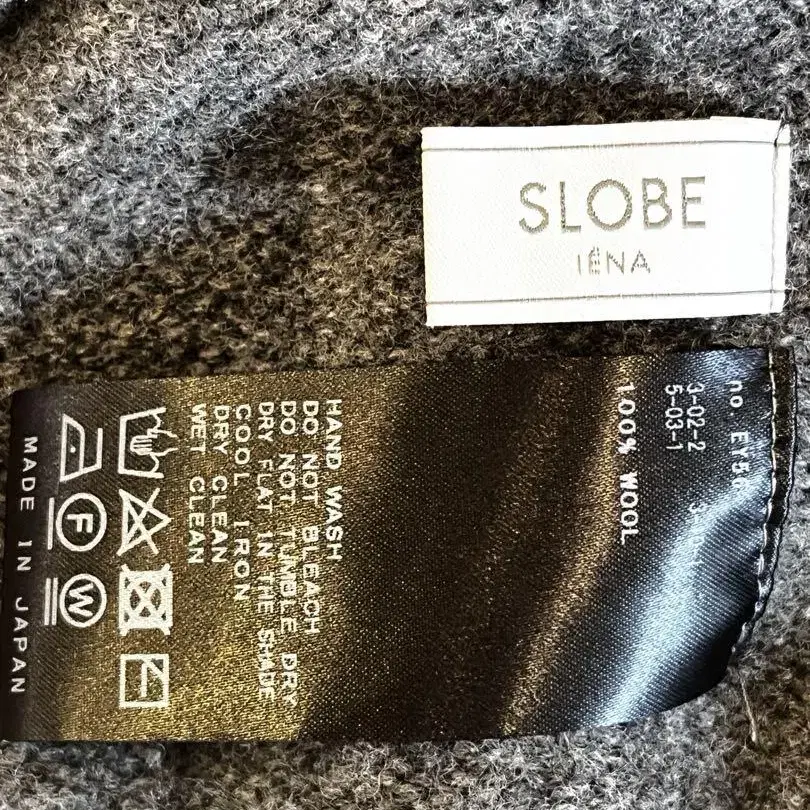 SLOBE
IÉNA
3-02-2
5-03-1
100% WOOL
HAND WASH
DO NOT BLEACH
DO NOT TUMBLE DRY
DRY FLAT IN THE SHADE
COOL IRON
DRY CLEAN
WET CLEAN
F
W
MADE IN JAPAN